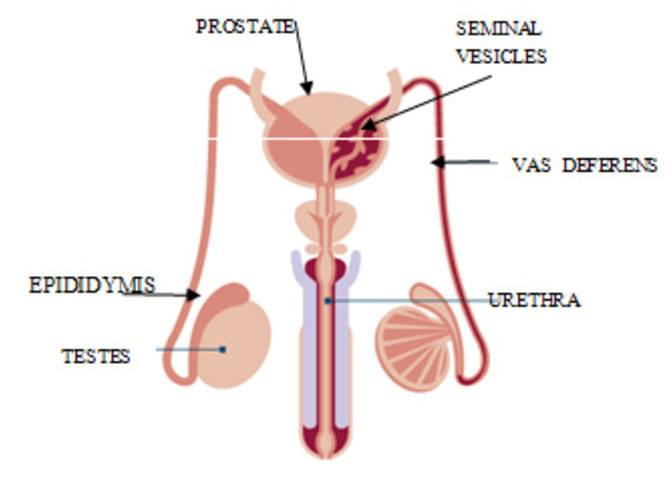 PROSTATE
SEMINAL
VESICLES
VAS DEFERENS
EPIDIDYMIS
URETHRA
TESTES